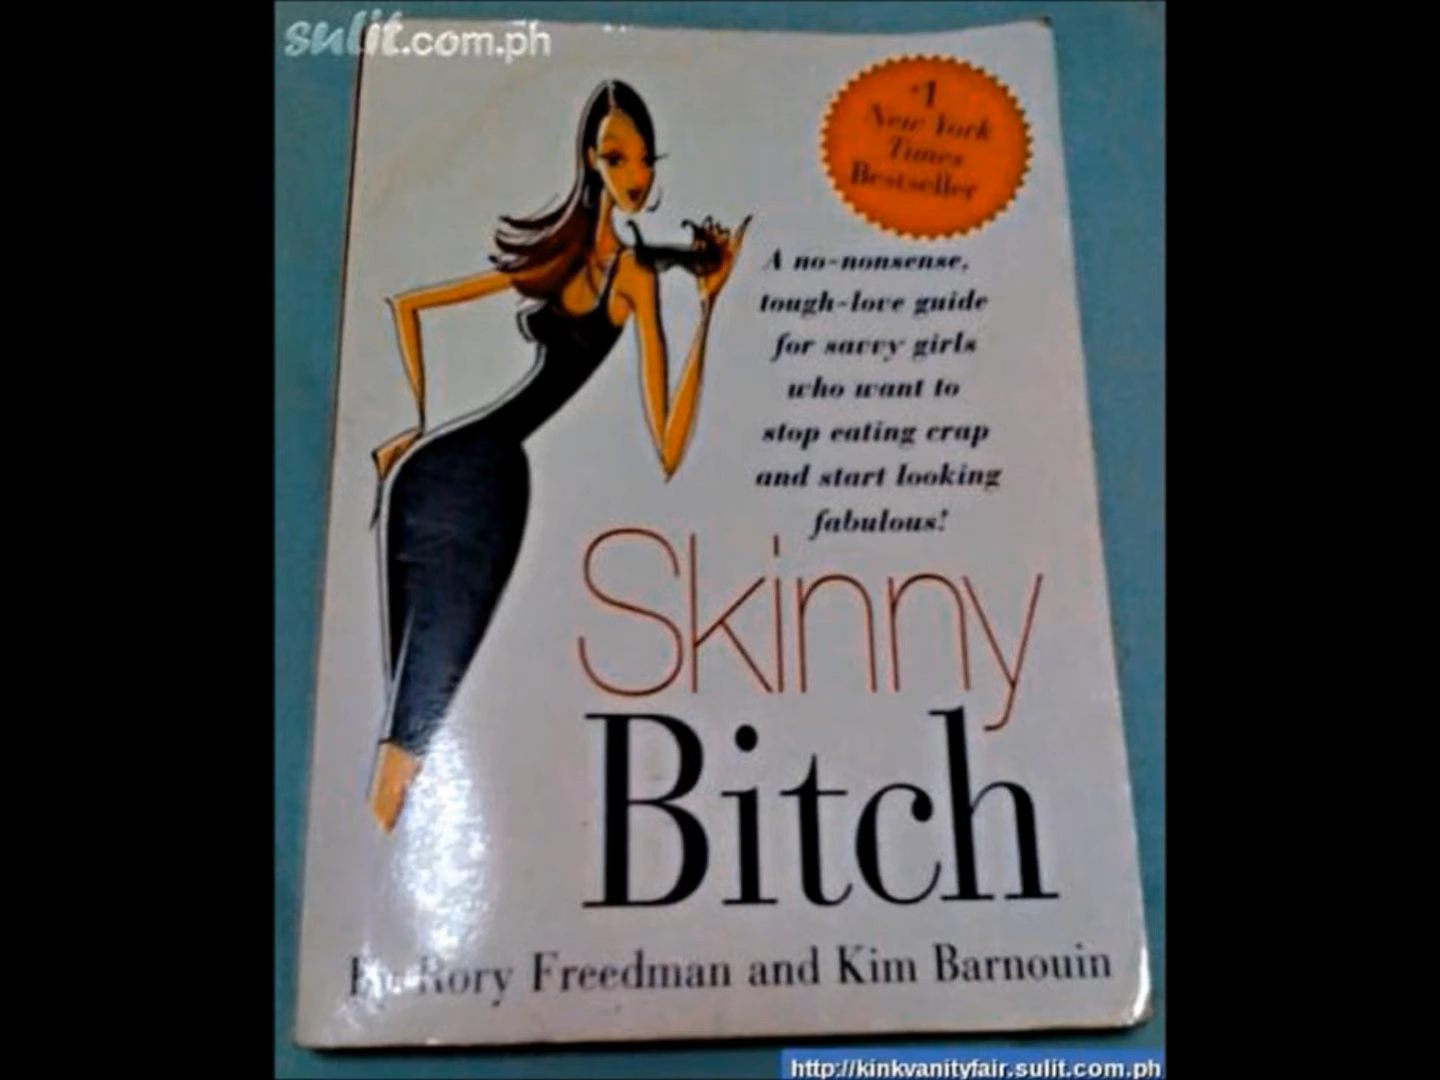 sulit.com.ph
#1
New York
Times
Bestseller
A no-nonsense,
tough-love guide
for savvy girls
who want to
stop eating crap
and start looking
fabulous!
Skinny
Bitch
By Rory Freedman and Kim Barnouin
http://kinkvanityfair.sulit.com.ph